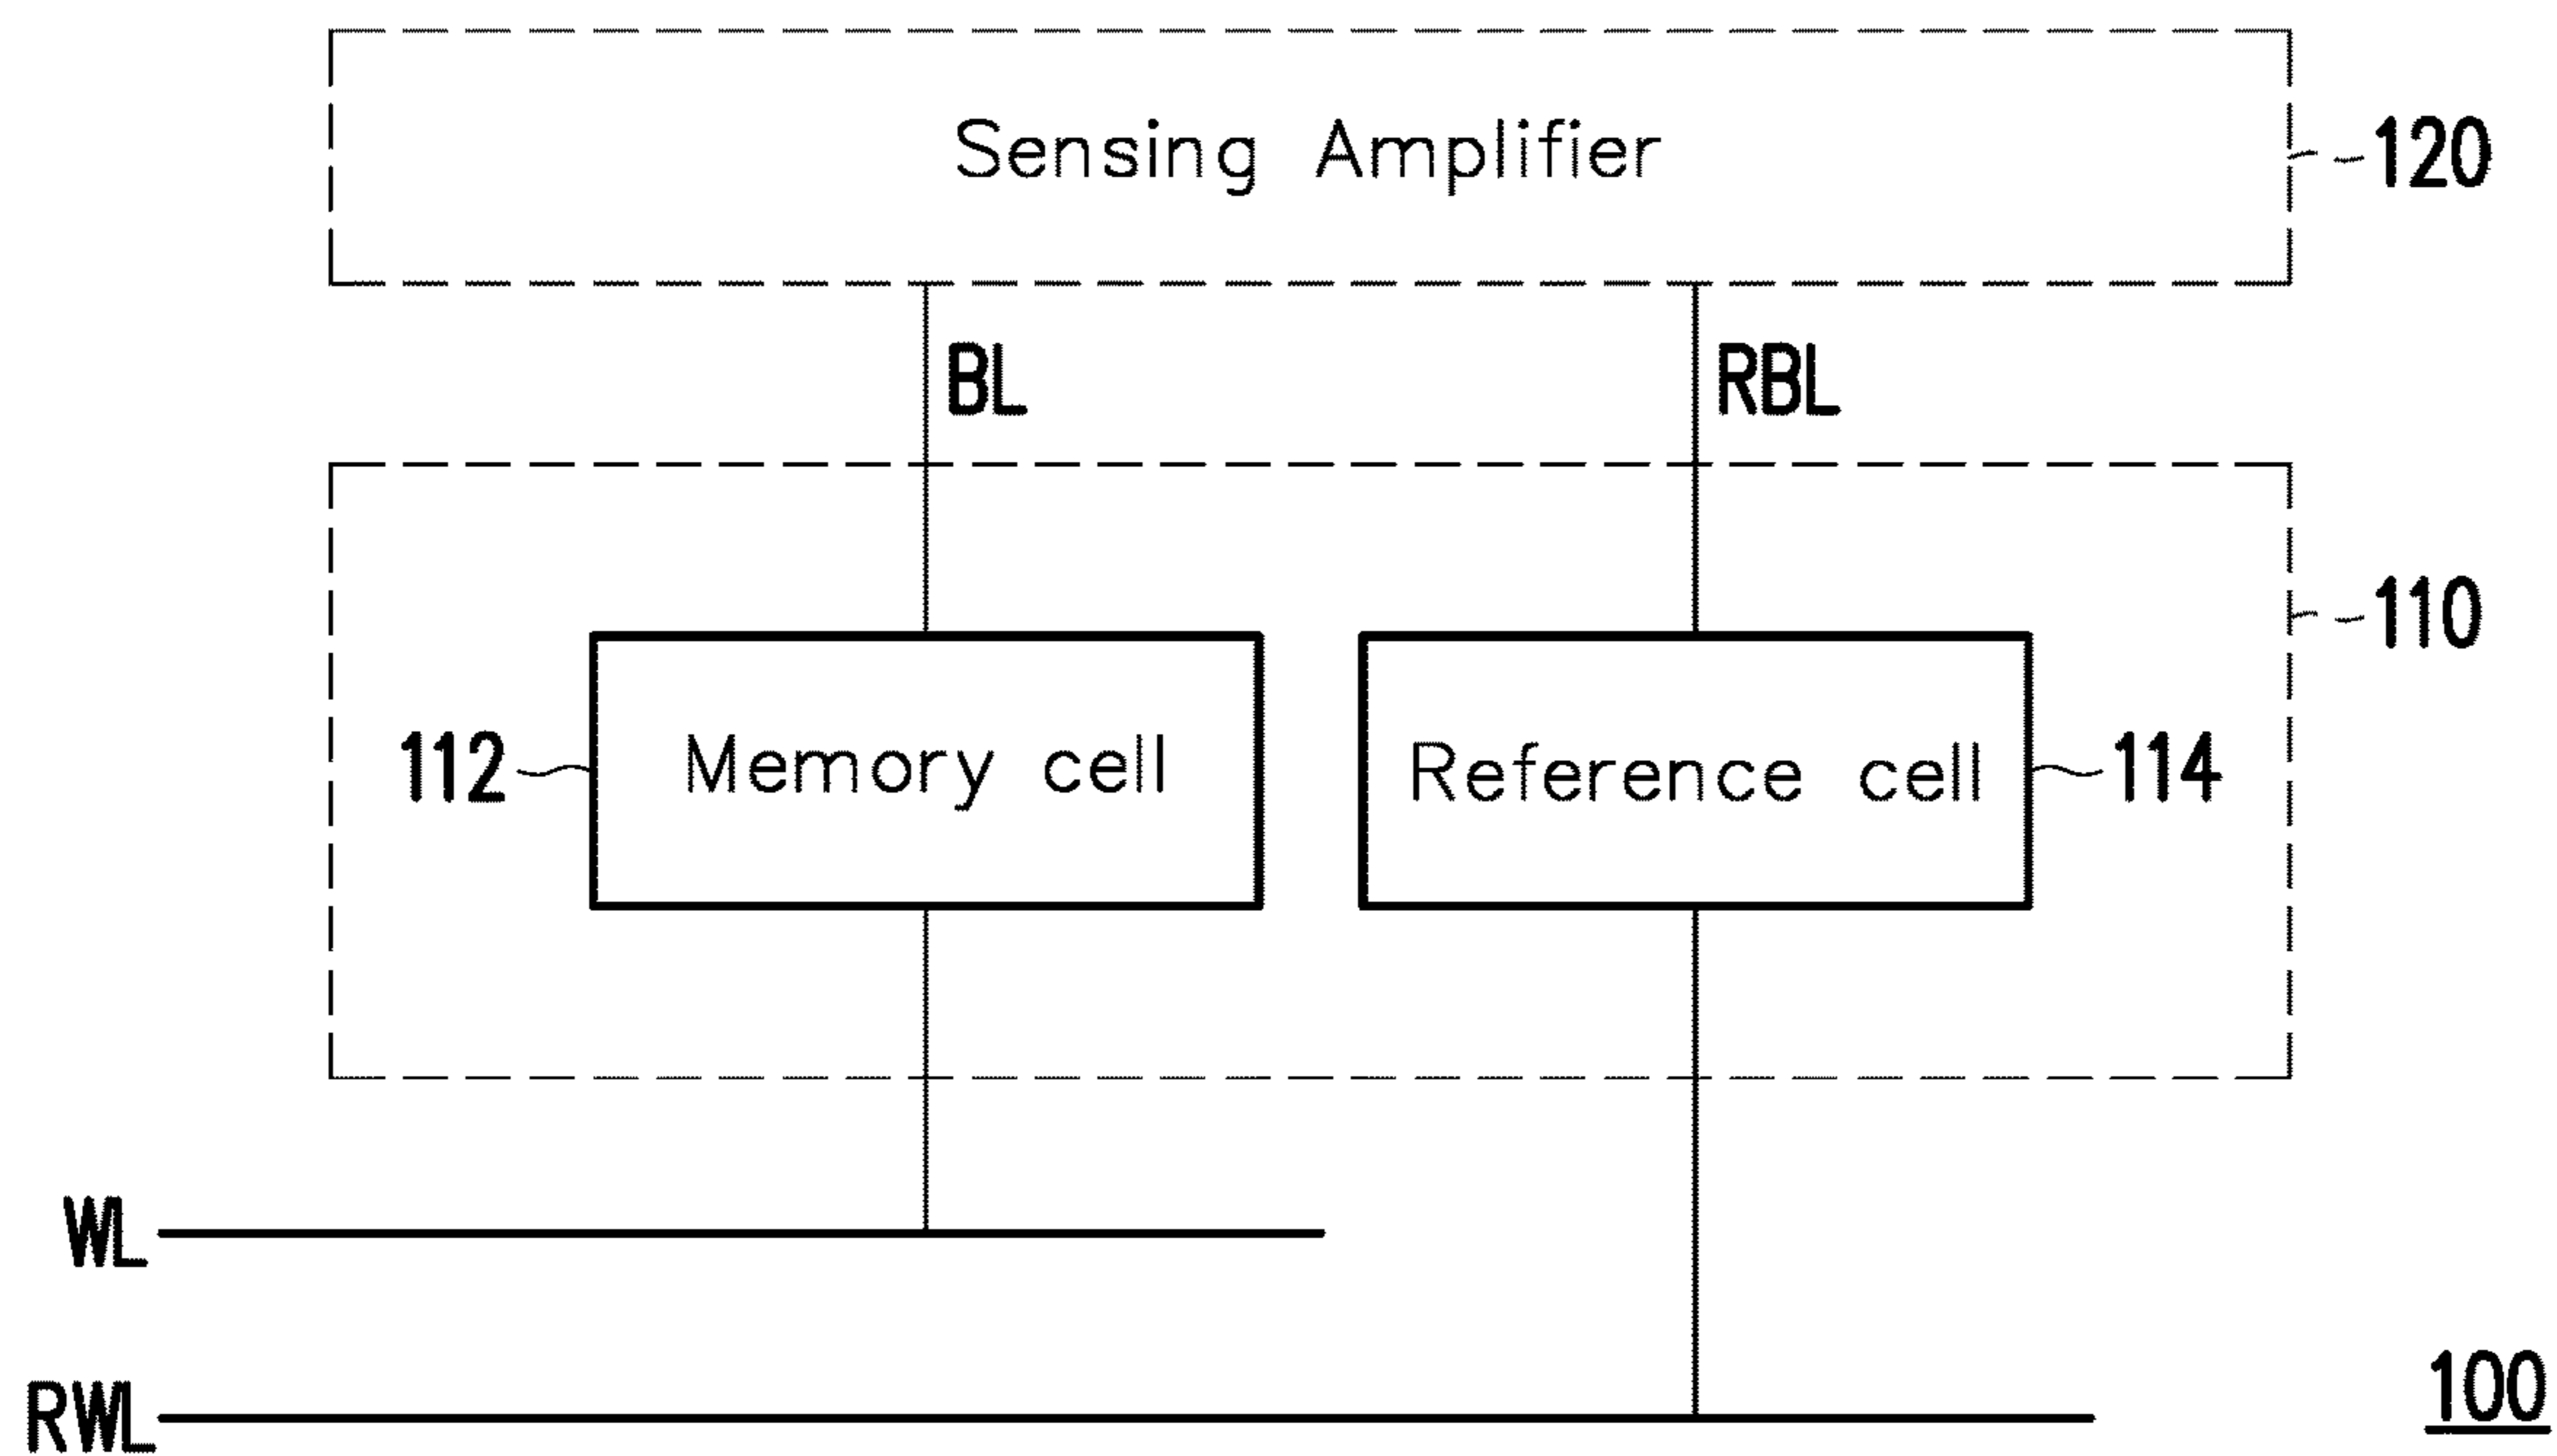 Sensing Amplifier
120
BL
RBL
110
112
Memory cell
Reference cell
114
WL
RWL
100